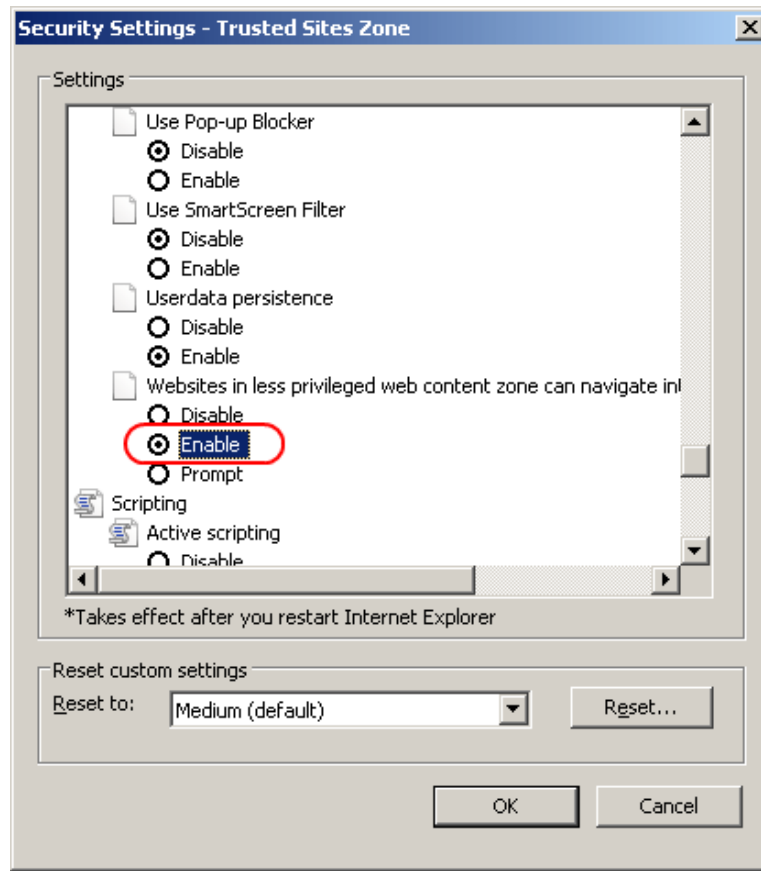 Security Settings - Trusted Sites Zone
Settings
Use Pop-up Blocker
Disable
Enable
Use SmartScreen Filter
Disable
Enable
Userdata persistence
Disable
Enable
Websites in less privileged web content zone can navigate int
Disable
Enable
Prompt
Scripting
Active scripting
Disable
*Takes effect after you restart Internet Explorer
Reset custom settings
Reset to:
Medium (default)
Reset...
OK
Cancel